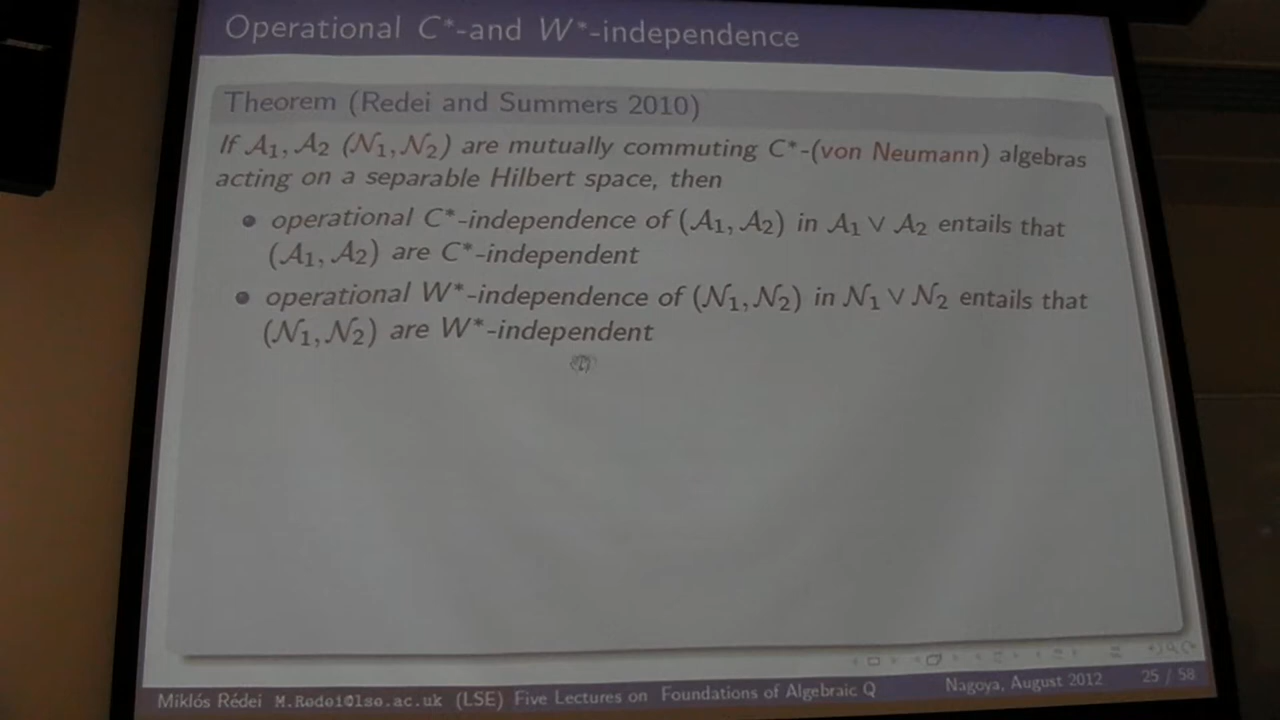 Operational C*-and W*-independence
Theorem (Redei and Summers 2010)
If A₁, A₂ (N₁, N₂) are mutually commuting C*-(von Neumann) algebras
acting on a separable Hilbert space, then
• operational C*-independence of (A₁, A₂) in A₁ ∨ A₂ entails that
(A₁, A₂) are C*-independent
• operational W*-independence of (N₁, N₂) in N₁ ∨ N₂ entails that
(N₁, N₂) are W*-independent
Miklós Rédei M.Redei@lse.ac.uk (LSE) Five Lectures on Foundations of Algebraic Q Nagoya, August 2012 25 / 58